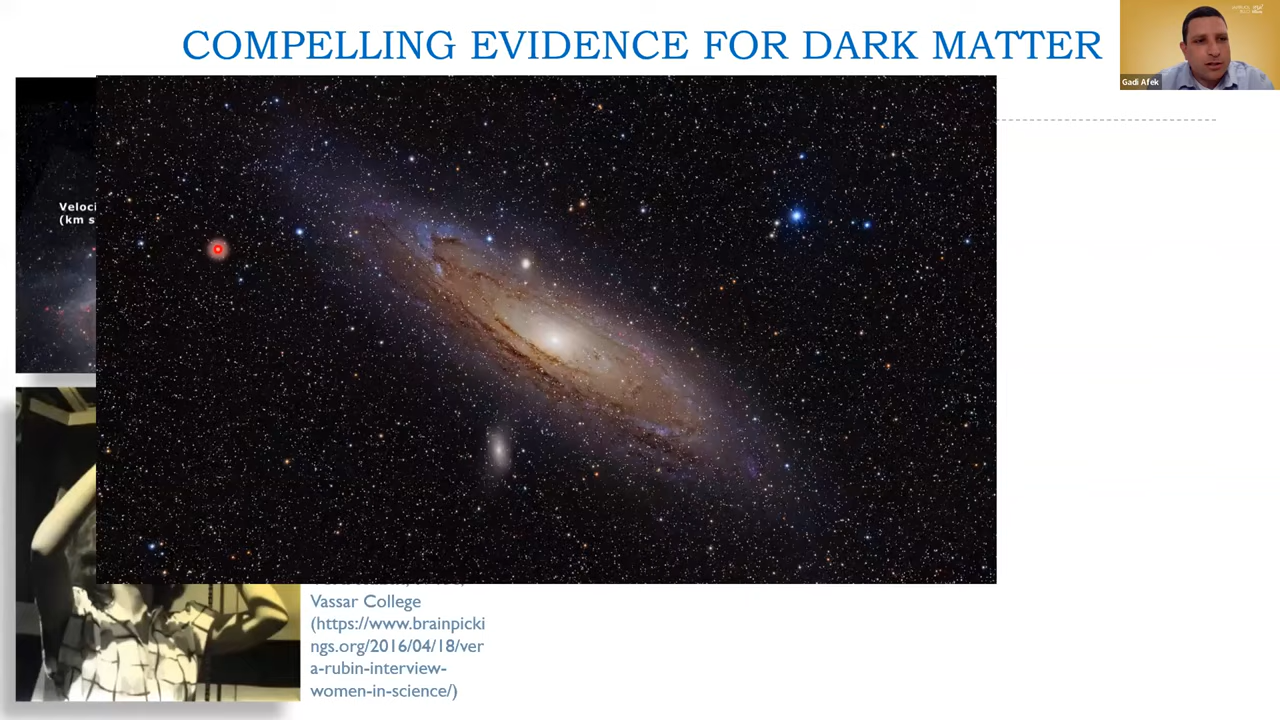 COMPELLING EVIDENCE FOR DARK MATTER
Gadi Afek
(km s
Vassar College
(https://www.brainpicki
ngs.org/2016/04/18/ver
a-rubin-interview-
women-in-science/)